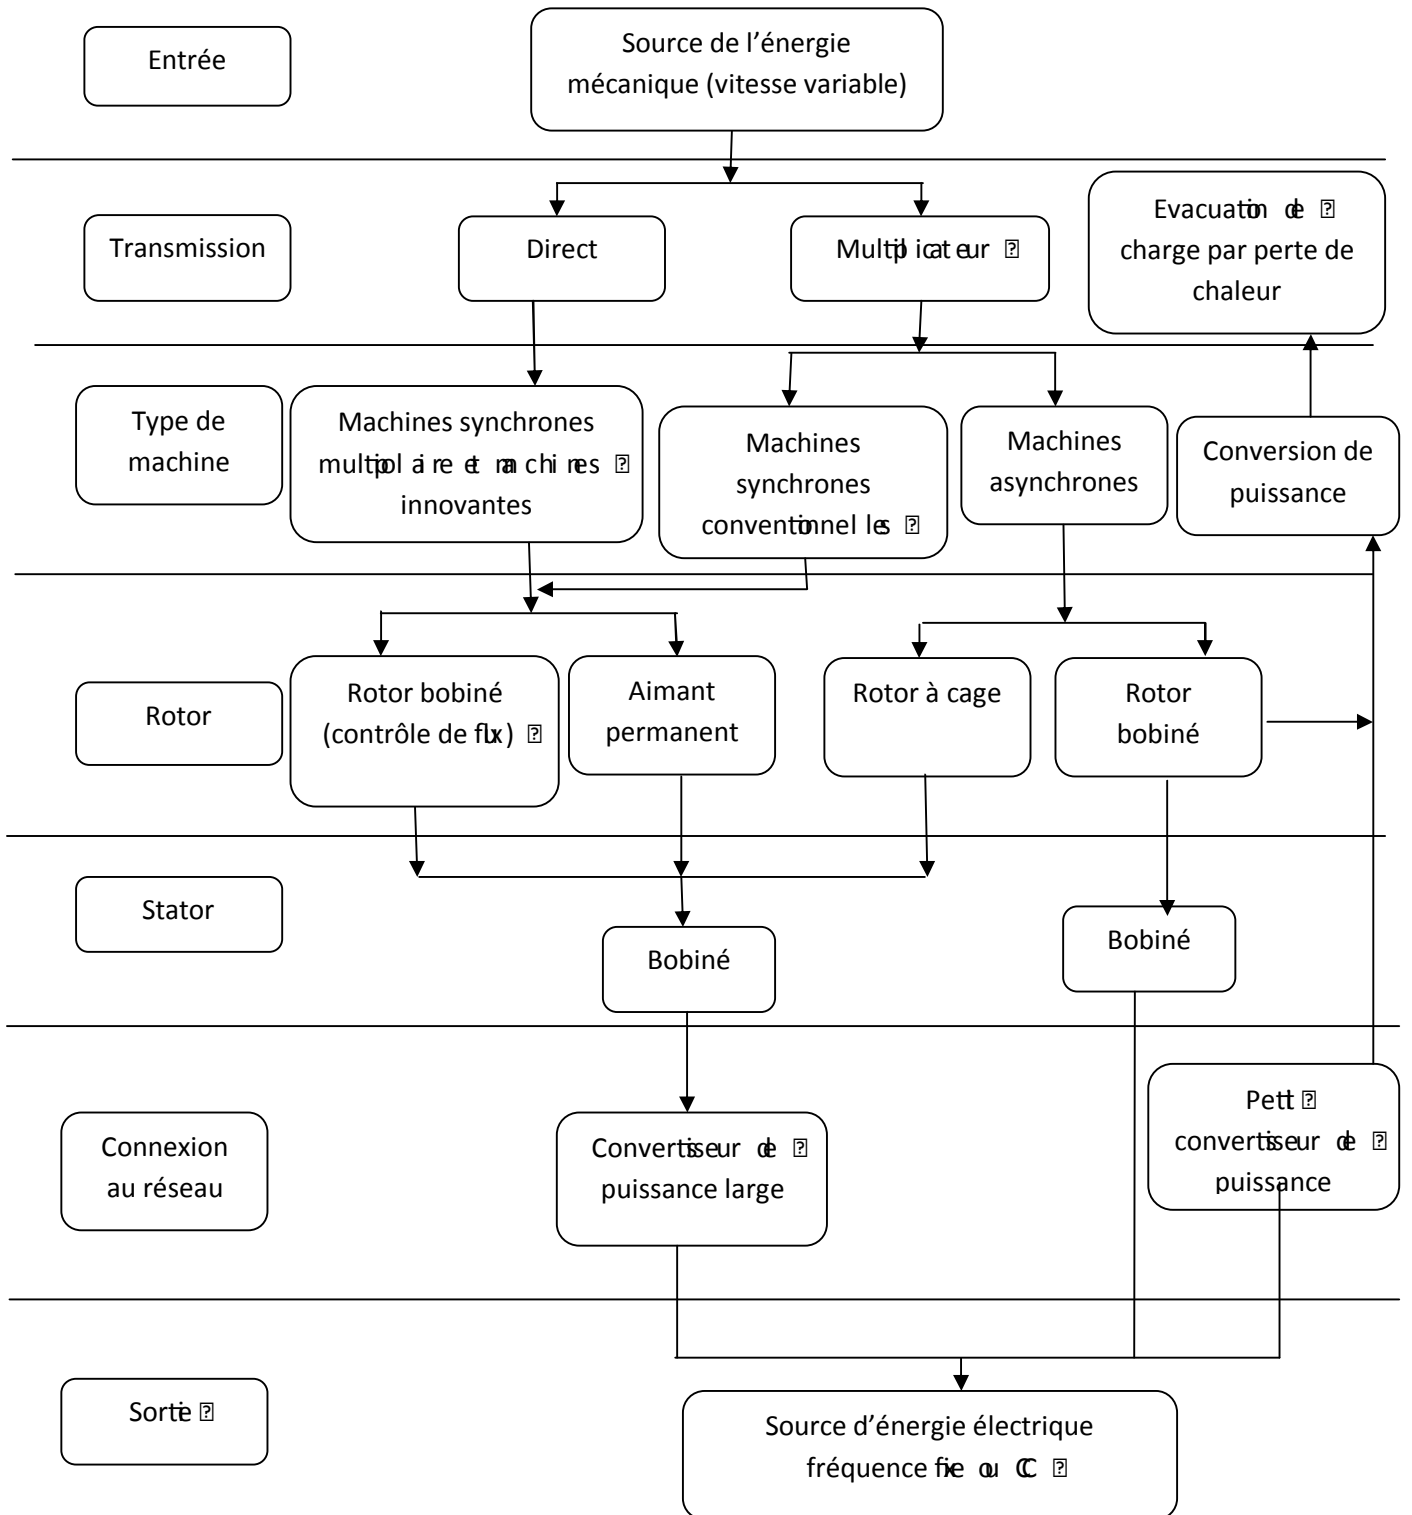 Entrée
Source de l’énergie
mécanique (vitesse variable)
Transmission
Direct
Multiplicateur
Evacuation de
charge par perte de
chaleur
Type de
machine
Machines synchrones
multipolaire et machines
innovantes
Machines
synchrones
conventionnelles
Machines
asynchrones
Conversion de
puissance
Rotor
Rotor bobiné
(contrôle de flux)
Aimant
permanent
Rotor à cage
Rotor
bobiné
Stator
Bobiné
Bobiné
Connexion
au réseau
Convertisseur de
puissance large
Petit
convertisseur de
puissance
Sortie
Source d’énergie électrique
fréquence fixe ou CC